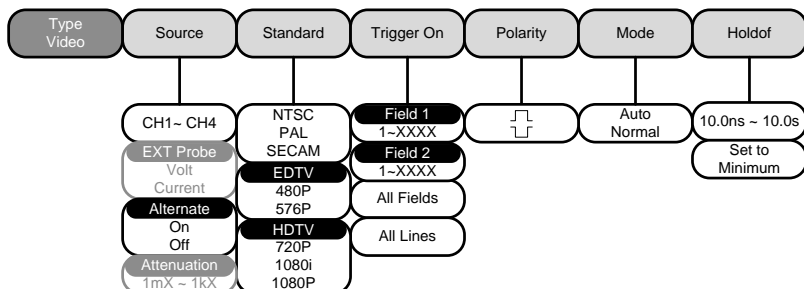 Type
Video
Source
Standard
Trigger On
Polarity
Mode
Holdof
CH1~ CH4
EXT Probe
Volt
Current
Alternate
On
Off
Attenuation
1mX ~ 1kX
NTSC
PAL
SECAM
EDTV
480P
576P
HDTV
720P
1080i
1080P
Field 1
1~XXXX
Field 2
1~XXXX
All Fields
All Lines
Auto
Normal
10.0ns ~ 10.0s
Set to
Minimum